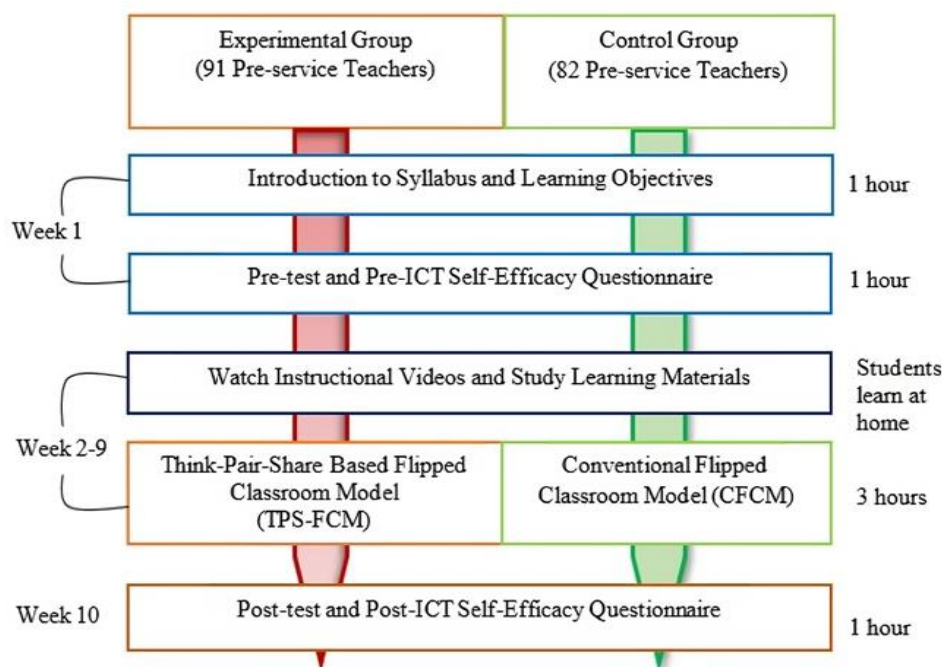 Experimental Group
(91 Pre-service Teachers)
Control Group
(82 Pre-service Teachers)
Introduction to Syllabus and Learning Objectives
1 hour
Week 1
Pre-test and Pre-ICT Self-Efficacy Questionnaire
1 hour
Watch Instructional Videos and Study Learning Materials
Students
learn at
home
Week 2-9
Think-Pair-Share Based Flipped
Classroom Model
(TPS-FCM)
Conventional Flipped
Classroom Model (CFCM)
3 hours
Week 10
Post-test and Post-ICT Self-Efficacy Questionnaire
1 hour